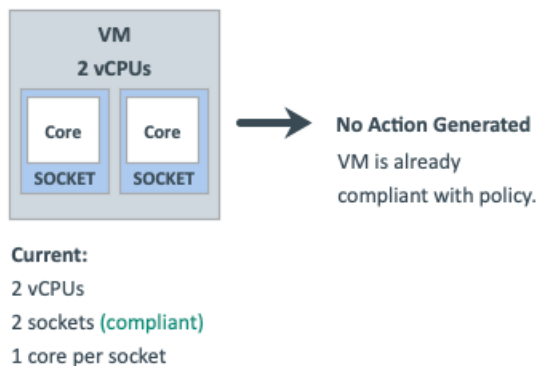 VM
2 vCPUs
Core
Core
SOCKET
SOCKET
No Action Generated
VM is already
compliant with policy.
Current:
2 vCPUs
2 sockets (compliant)
1 core per socket